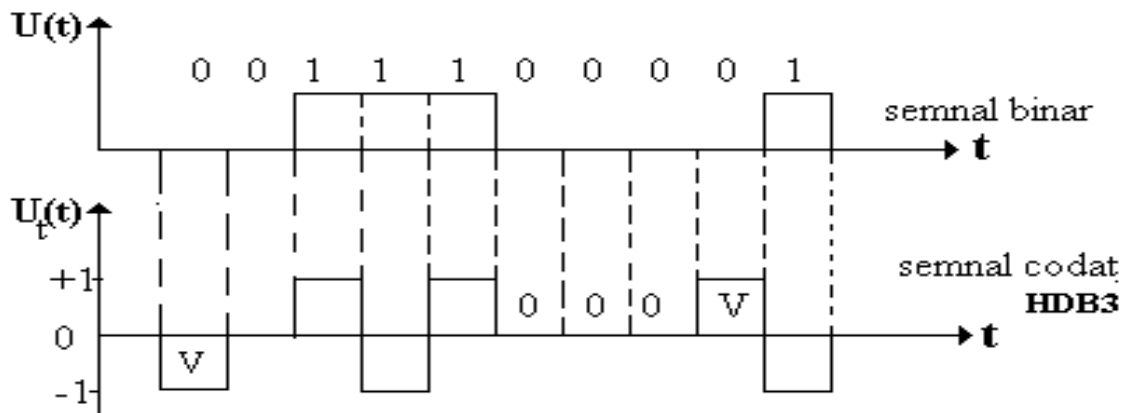 U(t)
0 0 1 1 1 0 0 0 0 1
semnal binar
t
U_t(t)
+1
semnal codat
HDB3
0 0 0 V
0
t
V
-1